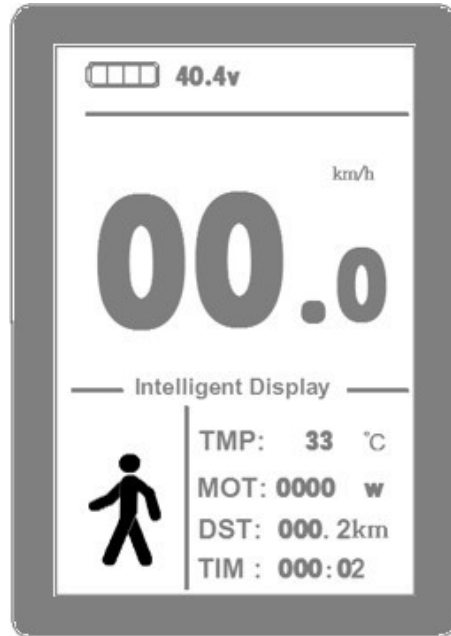 40.4v
km/h
00.0
Intelligent Display
TMP: 33 °C
MOT: 0000 w
DST: 000.2km
TIM : 000:02